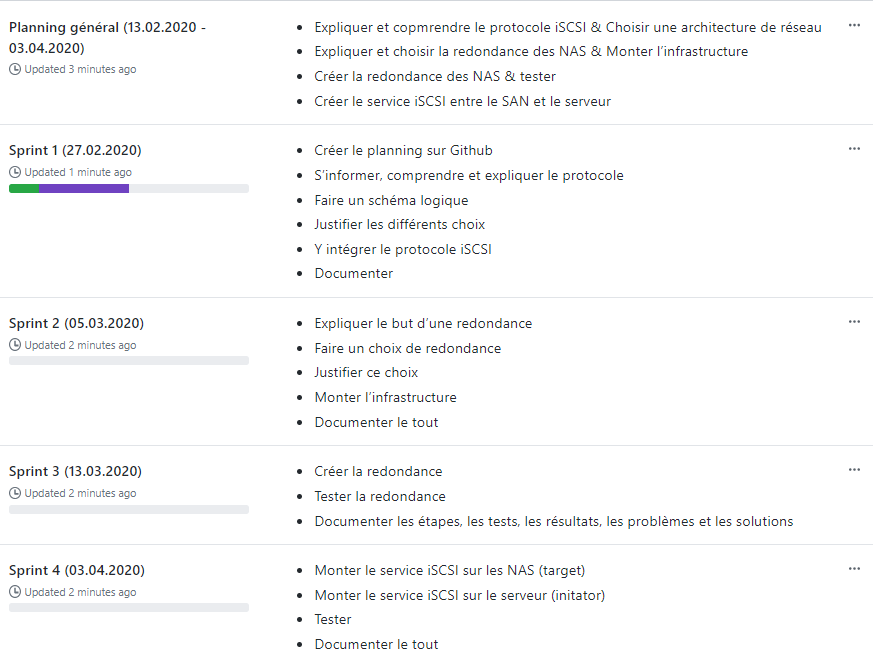 Planning général (13.02.2020 -
03.04.2020)
Updated 3 minutes ago
Expliquer et copmrendre le protocole iSCSI & Choisir une architecture de réseau
Expliquer et choisir la redondance des NAS & Monter l’infrastructure
Créer la redondance des NAS & tester
Créer le service iSCSI entre le SAN et le serveur
Sprint 1 (27.02.2020)
Updated 1 minute ago
Créer le planning sur Github
S’informer, comprendre et expliquer le protocole
Faire un schéma logique
Justifier les différents choix
Y intégrer le protocole iSCSI
Documenter
Sprint 2 (05.03.2020)
Updated 2 minutes ago
Expliquer le but d’une redondance
Faire un choix de redondance
Justifier ce choix
Monter l’infrastructure
Documenter le tout
Sprint 3 (13.03.2020)
Updated 2 minutes ago
Créer la redondance
Tester la redondance
Documenter les étapes, les tests, les résultats, les problèmes et les solutions
Sprint 4 (03.04.2020)
Updated 2 minutes ago
Monter le service iSCSI sur les NAS (target)
Monter le service iSCSI sur le serveur (initator)
Tester
Documenter le tout